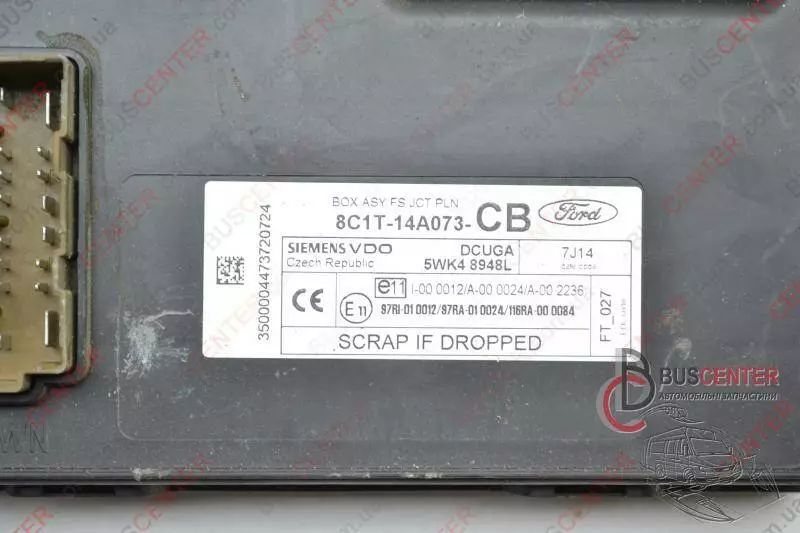 BOX ASY FS JCT PLN
8C1T-14A073-CB
Ford
SIEMENS VDO DCUGA 7J14
Czech Republic 5WK4 8948L date code
3500004473720724
CE
e11 I-00 0012/A-00 0024/A-00 2236
E11 97RI-01 0012/97RA-01 0024/116RA-00 0084
SCRAP IF DROPPED
FT_027
BUSCENTER
АВТОМОБІЛЬНІ ЗАПЧАСТИНИ